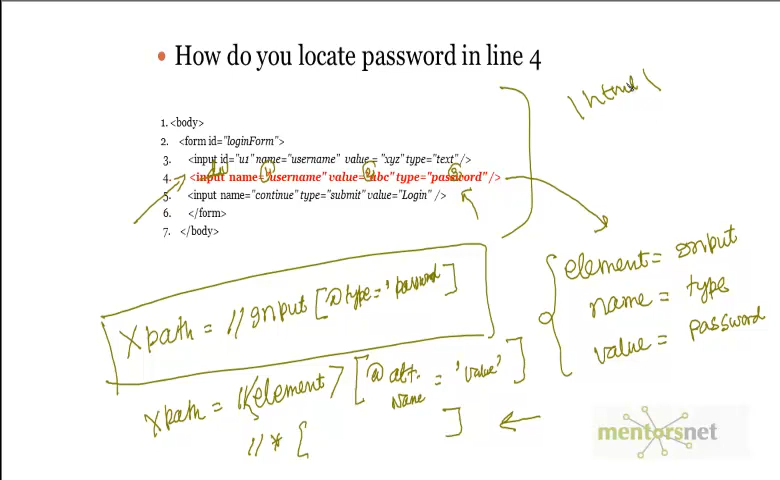 • How do you locate password in line 4
\html\
1. <body>
2. <form id="loginForm">
3. <input id="u1" name="username" value = "xyz" type="text"/>
4. <input name="username" value="abc" type="password"/>
5. <input name="continue" type="submit" value="Login" />
6. </form>
7. </body>
element = input
name = type
value = password
Xpath = //input [@type='password']
Xpath = //<element> [@att. Name = 'value']
//*[ ]
mentorsnet